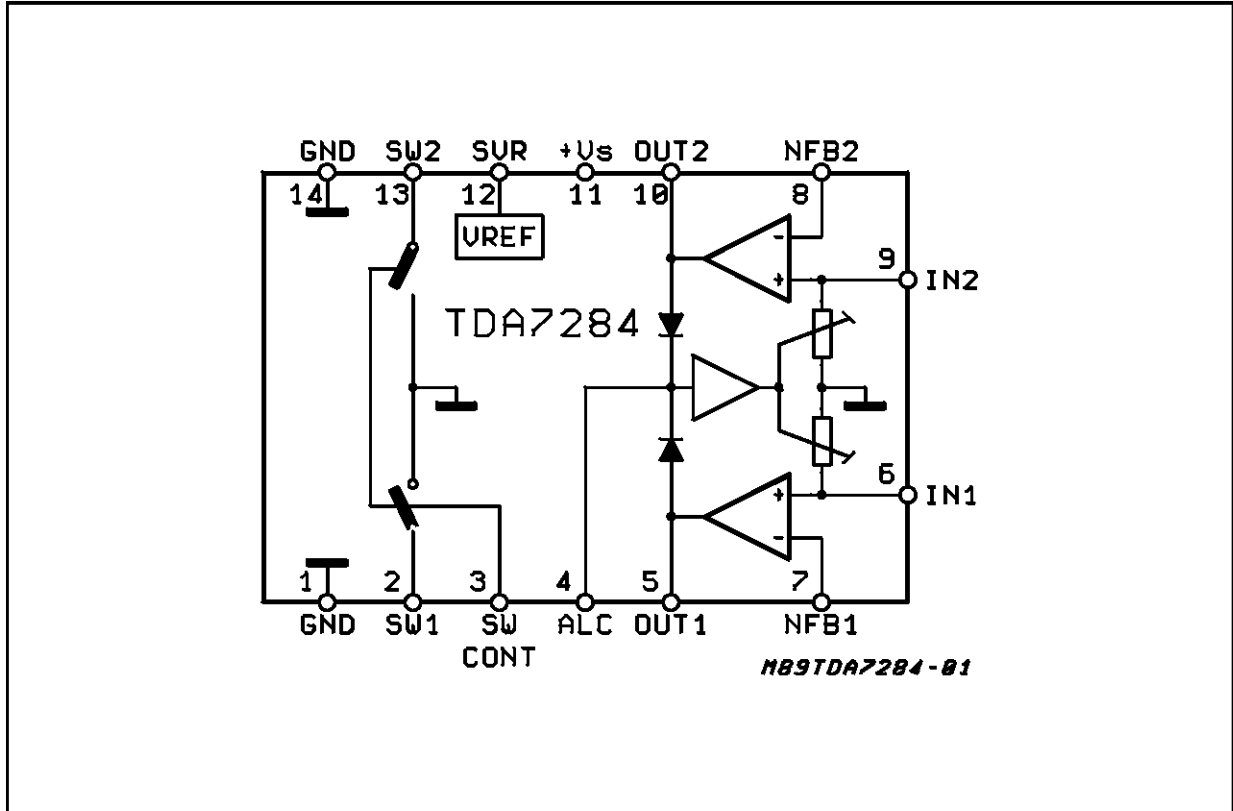 GND SW2 SVR +Vs OUT2 NFB2
14 13 12 11 10 8
VREF
9 IN2
TDA7284
6 IN1
1 2 3 4 5 7
GND SW1 SW ALC OUT1 NFB1
CONT
M89TDA7284-01
+
-
+
-